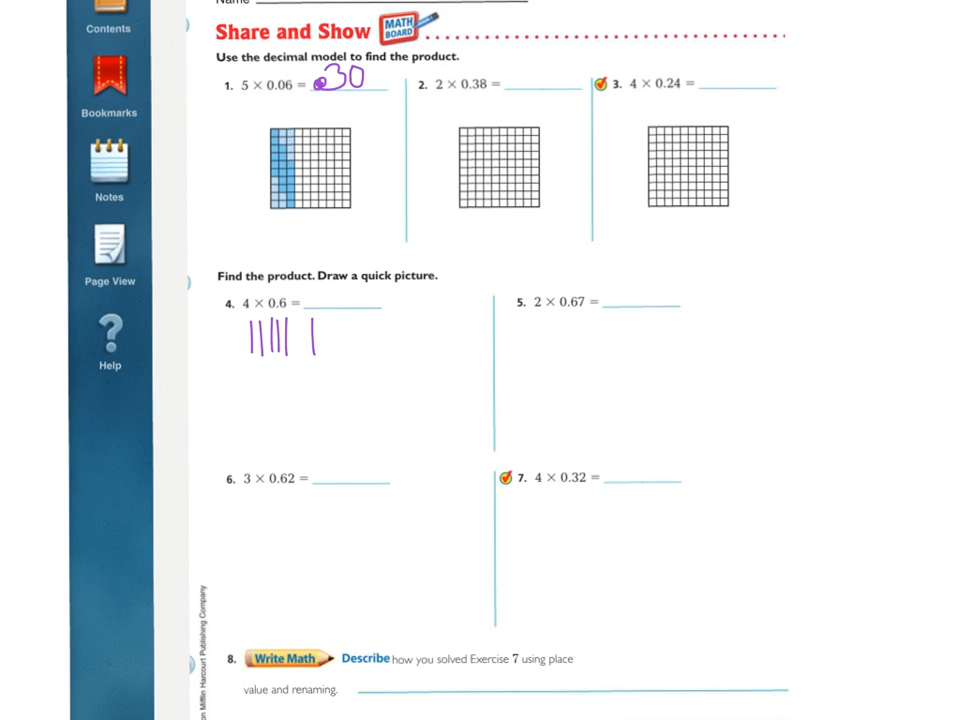 Name
Contents
Share and Show MATH BOARD
Use the decimal model to find the product.
1. 5 × 0.06 = .30
2. 2 × 0.38 =
3. 4 × 0.24 =
Bookmarks
Notes
Find the product. Draw a quick picture.
Page View
4. 4 × 0.6 =
5. 2 × 0.67 =
Help
6. 3 × 0.62 =
7. 4 × 0.32 =
8. Write Math Describe how you solved Exercise 7 using place
value and renaming.
on Mifflin Harcourt Publishing Company